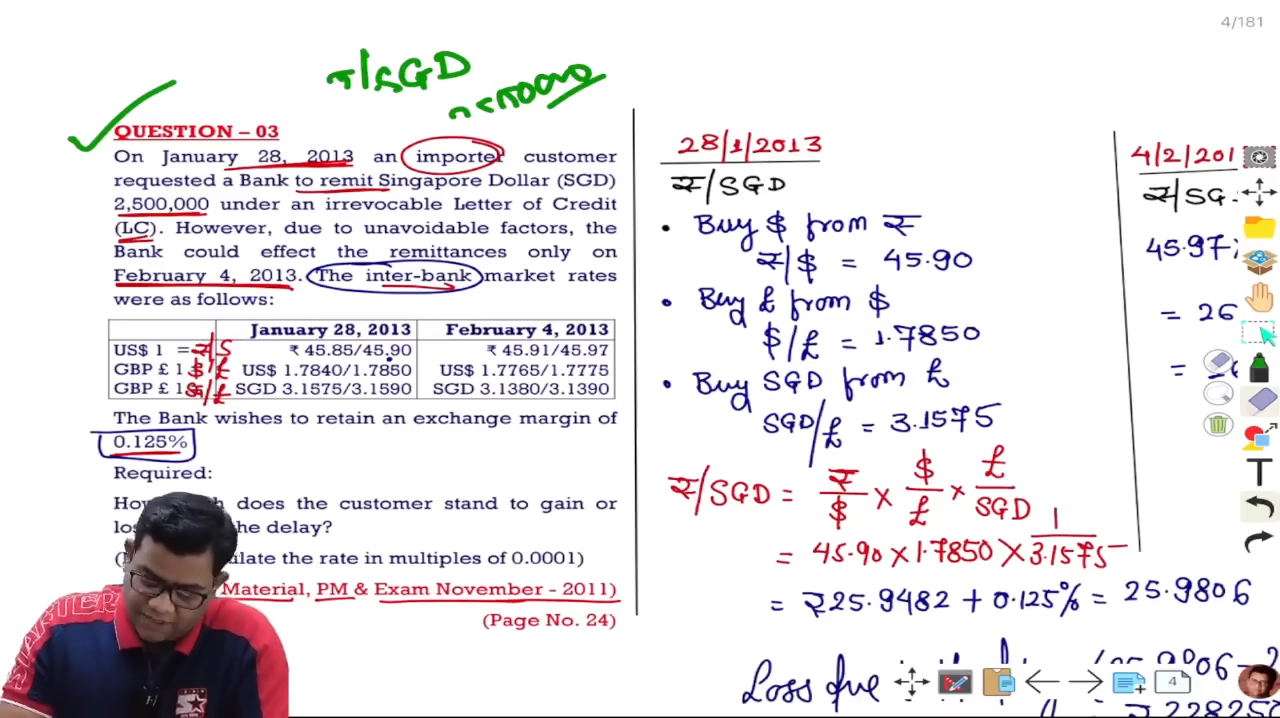 4/181
₹/SGD
QUESTION – 03
On January 28, 2013 an importer customer
requested a Bank to remit Singapore Dollar (SGD)
2,500,000 under an irrevocable Letter of Credit
(LC). However, due to unavoidable factors, the
Bank could effect the remittances only on
February 4, 2013. The inter-bank market rates
were as follows:
January 28, 2013 February 4, 2013
US$ 1 = ₹/$ ₹ 45.85/45.90 ₹ 45.91/45.97
GBP £ 1 $/£ US$ 1.7840/1.7850 US$ 1.7765/1.7775
GBP £ 1 SGD 3.1575/3.1590 SGD 3.1380/3.1390
The Bank wishes to retain an exchange margin of
0.125%
Required:
does the customer stand to gain or
he delay?
ulate the rate in multiples of 0.0001)
Material, PM & Exam November - 2011)
(Page No. 24)
28/1/2013
₹/SGD
• Buy $ from ₹
₹/$ = 45.90
• Buy £ from $
$/£ = 1.7850
• Buy SGD from £
SGD/£ = 3.1575
₹/SGD = ₹/$ × $/£ × £/SGD
= 45.90 × 1.7850 × 1/3.1575
= ₹25.9482 + 0.125% = 25.9806
Loss due
4/2/201
₹/SG
45.97
= 26
=
T
4
STARTER